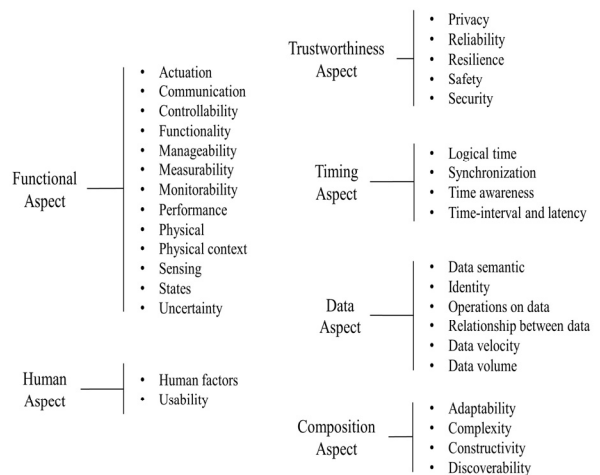 Functional
Aspect
• Actuation
• Communication
• Controllability
• Functionality
• Manageability
• Measurability
• Monitorability
• Performance
• Physical
• Physical context
• Sensing
• States
• Uncertainty
Human
Aspect
• Human factors
• Usability
Trustworthiness
Aspect
• Privacy
• Reliability
• Resilience
• Safety
• Security
Timing
Aspect
• Logical time
• Synchronization
• Time awareness
• Time-interval and latency
Data
Aspect
• Data semantic
• Identity
• Operations on data
• Relationship between data
• Data velocity
• Data volume
Composition
Aspect
• Adaptability
• Complexity
• Constructivity
• Discoverability